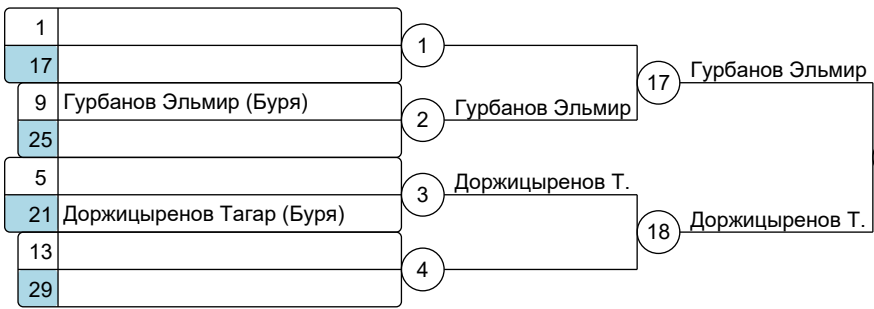 1
17
9 Гурбанов Эльмир (Буря)
25
5
21 Доржицыренов Тагар (Буря)
13
29
1
2 Гурбанов Эльмир
3 Доржицыренов Т.
4
17 Гурбанов Эльмир
18 Доржицыренов Т.